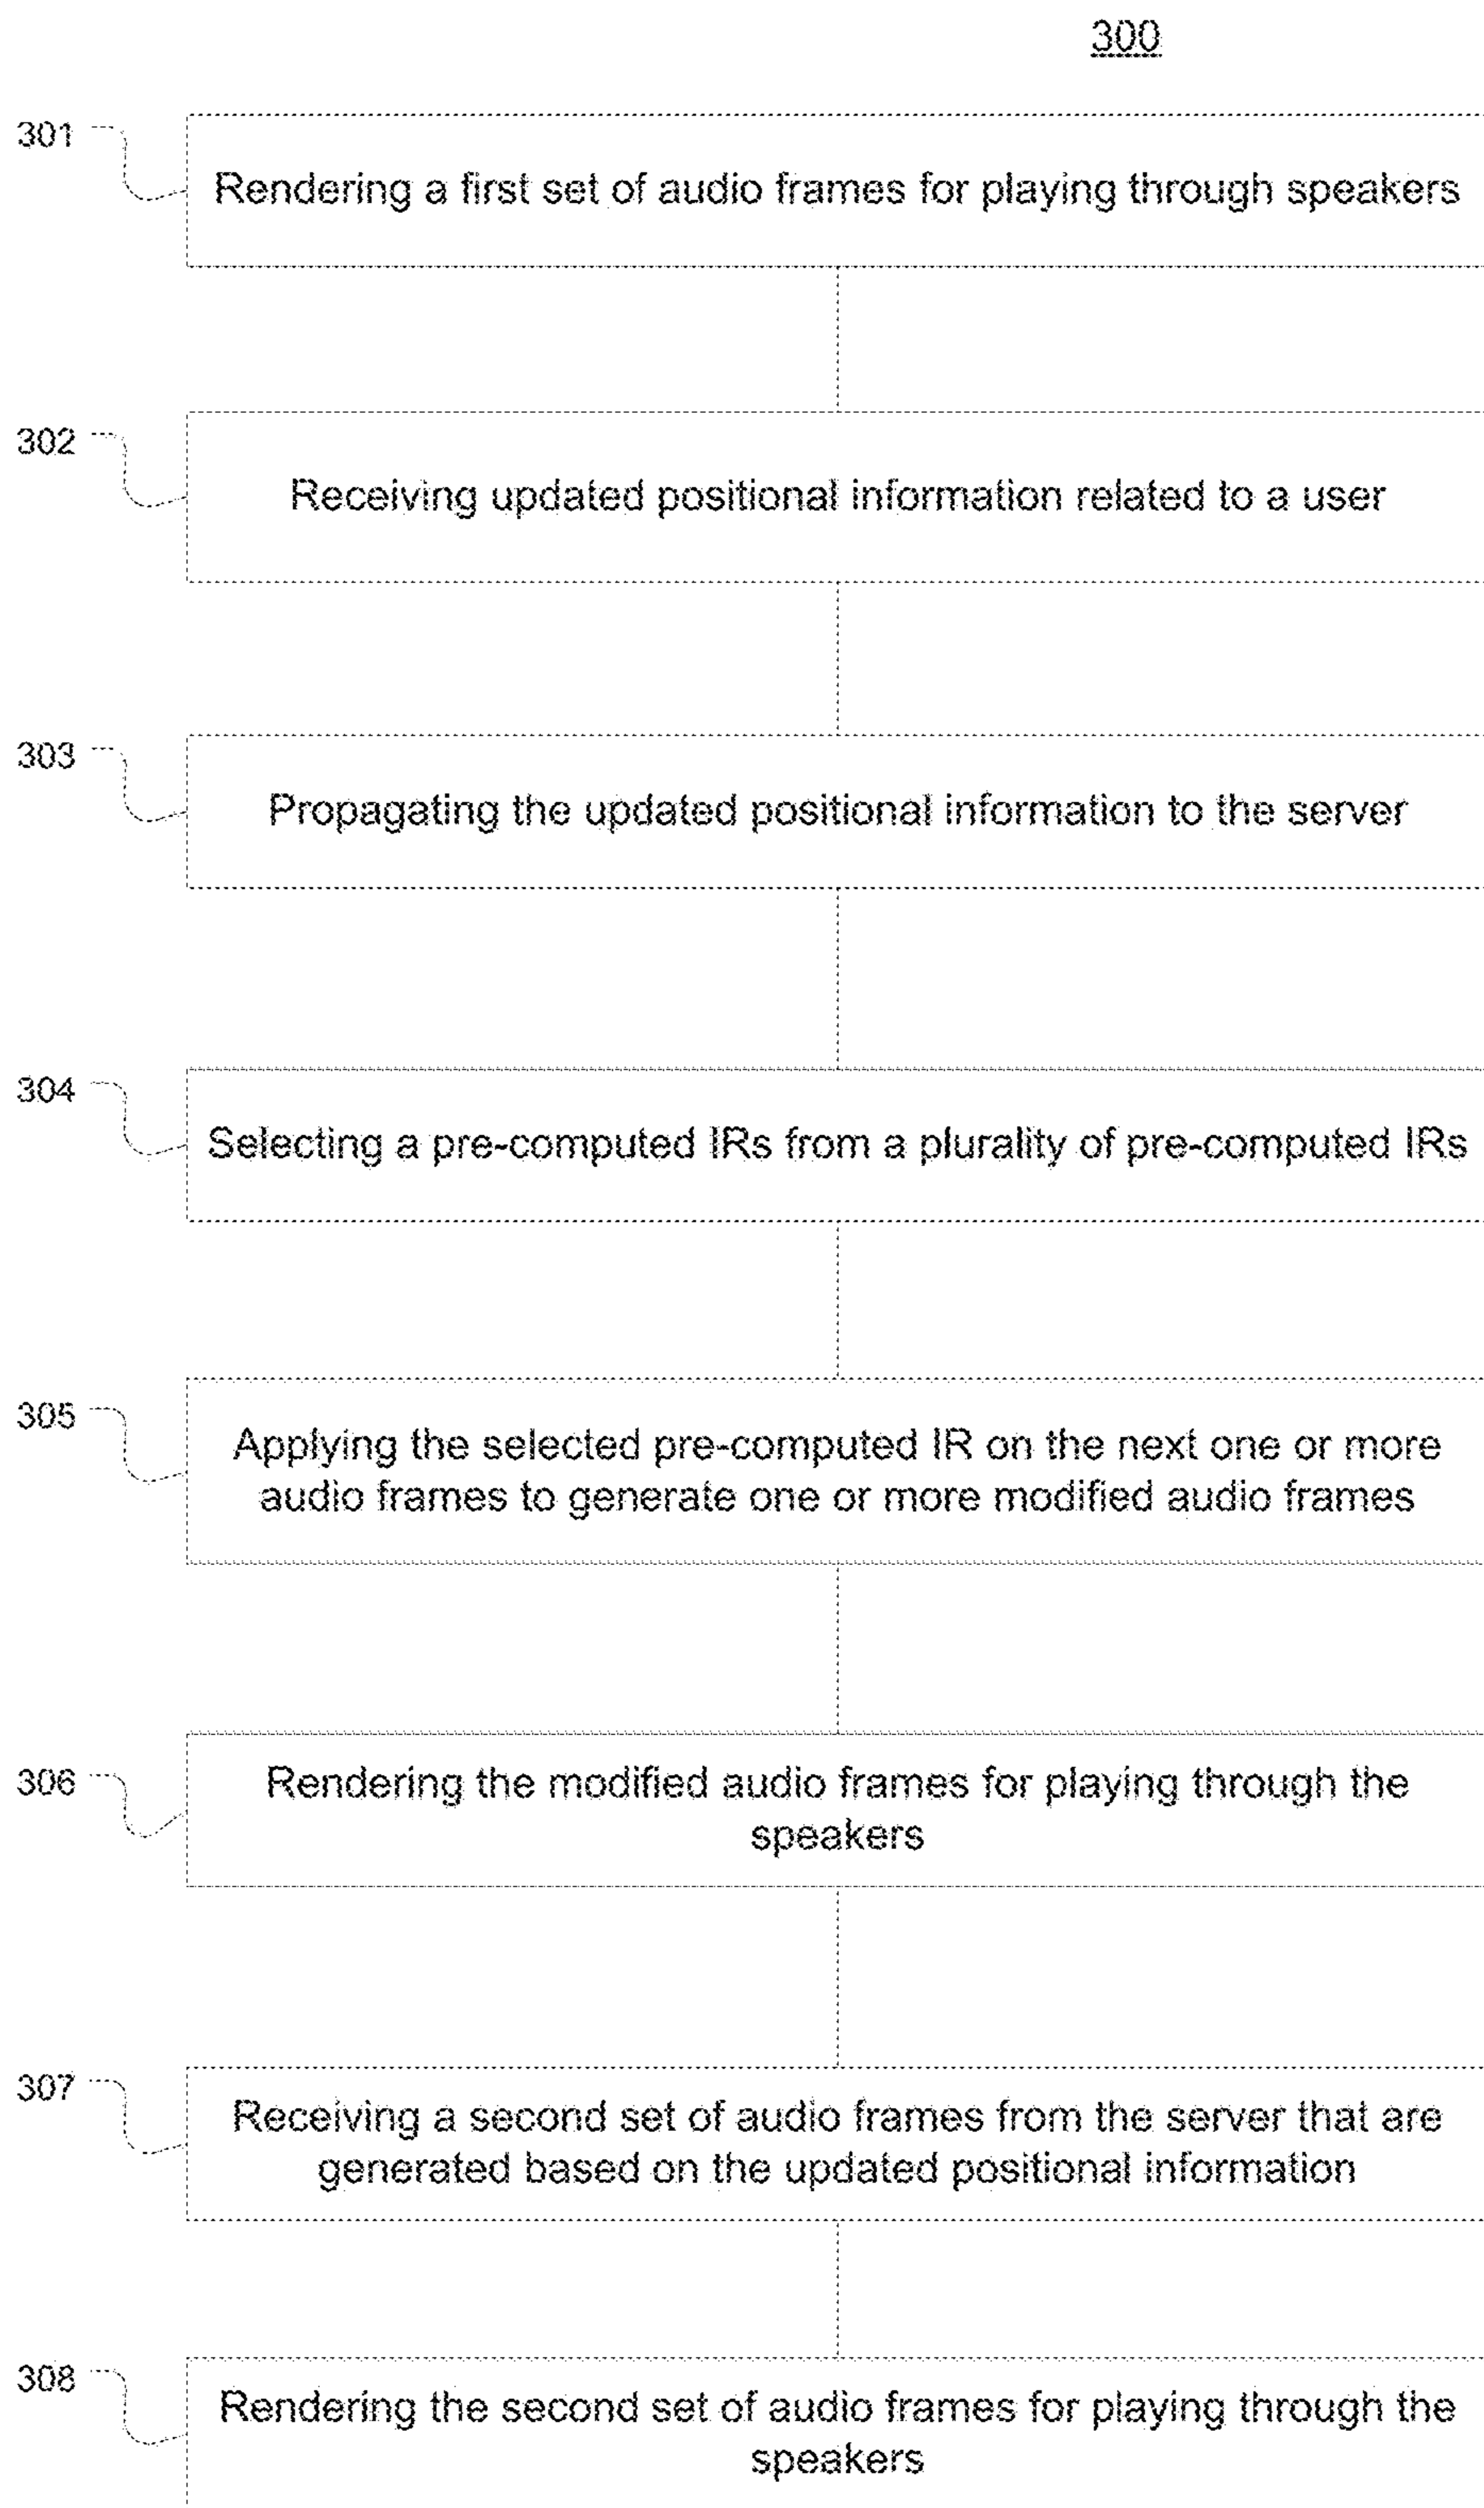 300
301
Rendering a first set of audio frames for playing through speakers
302
Receiving updated positional information related to a user
303
Propagating the updated positional information to the server
304
Selecting a pre-computed IRs from a plurality of pre-computed IRs
305
Applying the selected pre-computed IR on the next one or more
audio frames to generate one or more modified audio frames
306
Rendering the modified audio frames for playing through the
speakers
307
Receiving a second set of audio frames from the server that are
generated based on the updated positional information
308
Rendering the second set of audio frames for playing through the
speakers